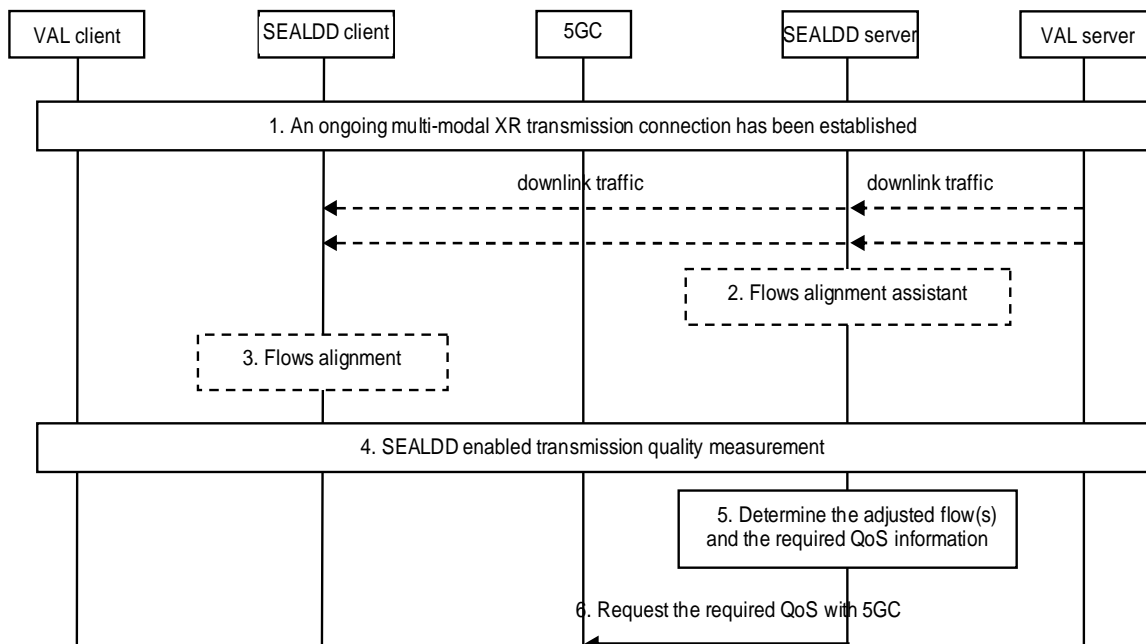 VAL client
SEALDD client
5GC
SEALDD server
VAL server
1. An ongoing multi-modal XR transmission connection has been established
downlink traffic
downlink traffic
2. Flows alignment assistant
3. Flows alignment
4. SEALDD enabled transmission quality measurement
5. Determine the adjusted flow(s)
and the required QoS information
6. Request the required QoS with 5GC